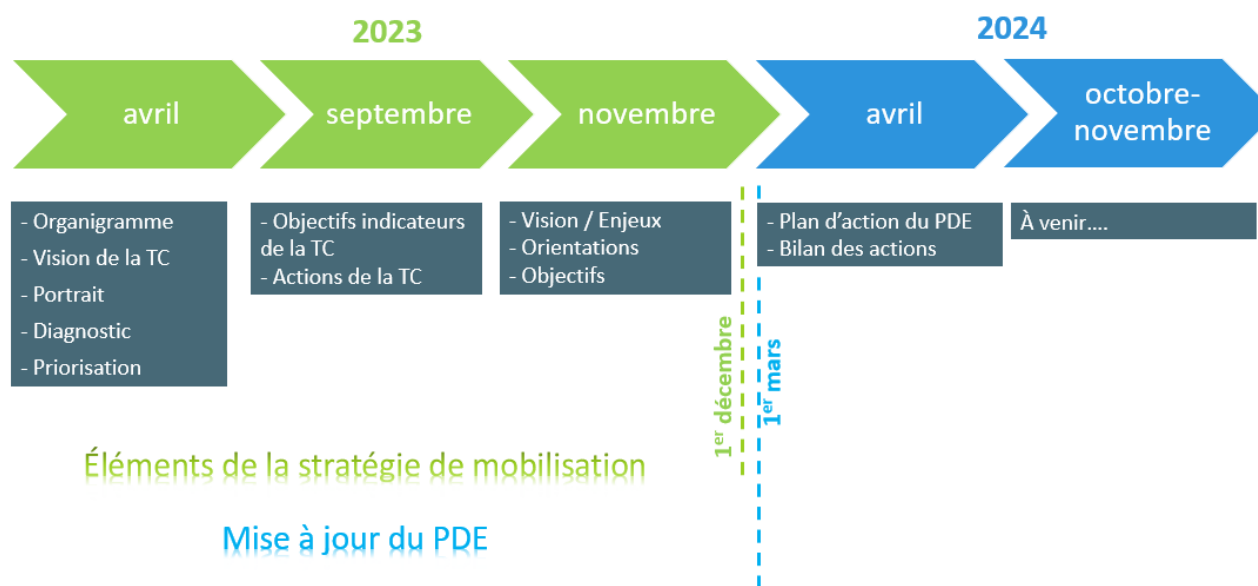 2023
2024
avril
septembre
novembre
avril
octobre-
novembre
- Organigramme
- Vision de la TC
- Portrait
- Diagnostic
- Priorisation
- Objectifs indicateurs
de la TC
- Actions de la TC
- Vision / Enjeux
- Orientations
- Objectifs
- Plan d'action du PDE
- Bilan des actions
À venir....
1er décembre
1er mars
Éléments de la stratégie de mobilisation
Mise à jour du PDE